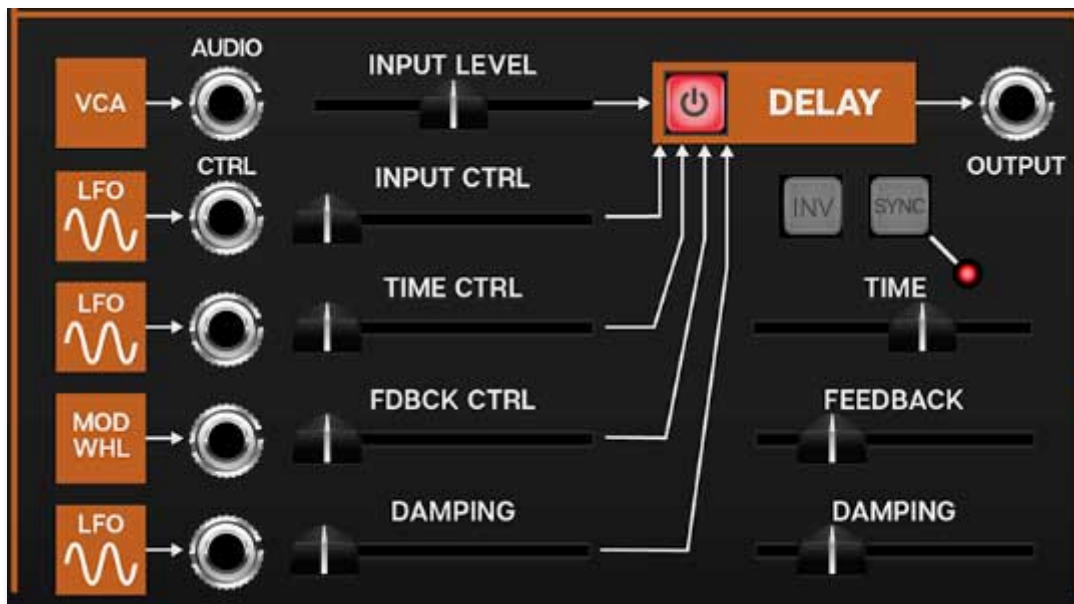 AUDIO
INPUT LEVEL
VCA
DELAY
CTRL
INPUT CTRL
OUTPUT
LFO
INV
SYNC
TIME CTRL
TIME
LFO
FDBCK CTRL
FEEDBACK
MOD
WHL
DAMPING
DAMPING
LFO